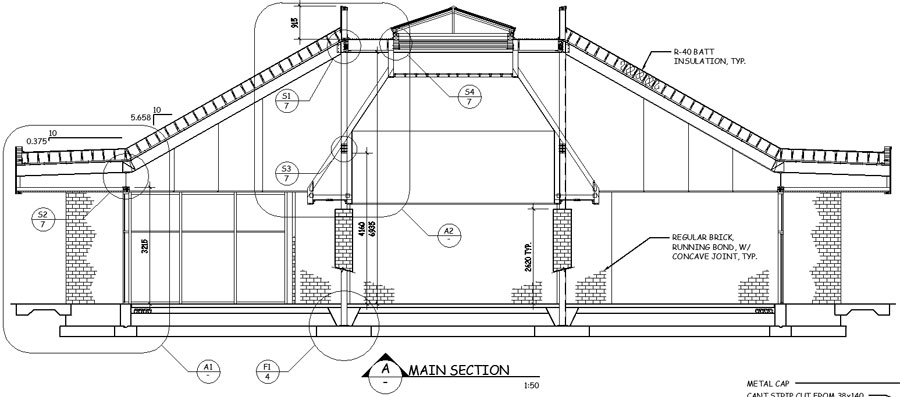 915
R-40 BATT
INSULATION, TYP.
S1
7
S4
7
10
5.658
10
0.375
S3
7
S2
7
A2
-
3215
4160
6935
2620 TYP.
REGULAR BRICK,
RUNNING BOND, W/
CONCAVE JOINT, TYP.
A1
-
F1
4
A
-
MAIN SECTION
1:50
METAL CAP
CANT STRIP CUT FROM 38x140